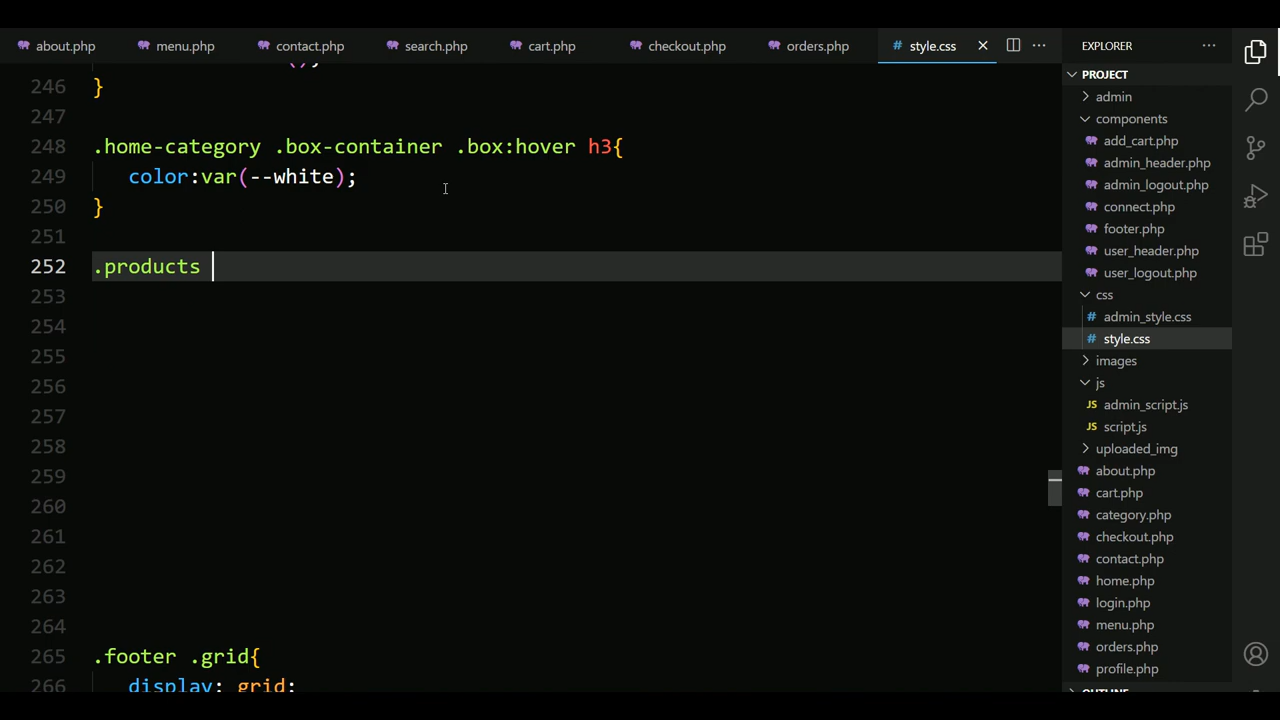 about.php menu.php contact.php search.php cart.php checkout.php orders.php # style.css
246 }
247
248 .home-category .box-container .box:hover h3{
249 color:var(--white);
250 }
251
252 .products
253
254
255
256
257
258
259
260
261
262
263
264
265 .footer .grid{
266 display: grid;
EXPLORER
PROJECT
admin
components
add_cart.php
admin_header.php
admin_logout.php
connect.php
footer.php
user_header.php
user_logout.php
css
# admin_style.css
# style.css
images
js
JS admin_script.js
JS script.js
uploaded_img
about.php
cart.php
category.php
checkout.php
contact.php
home.php
login.php
menu.php
orders.php
profile.php
OUTLINE